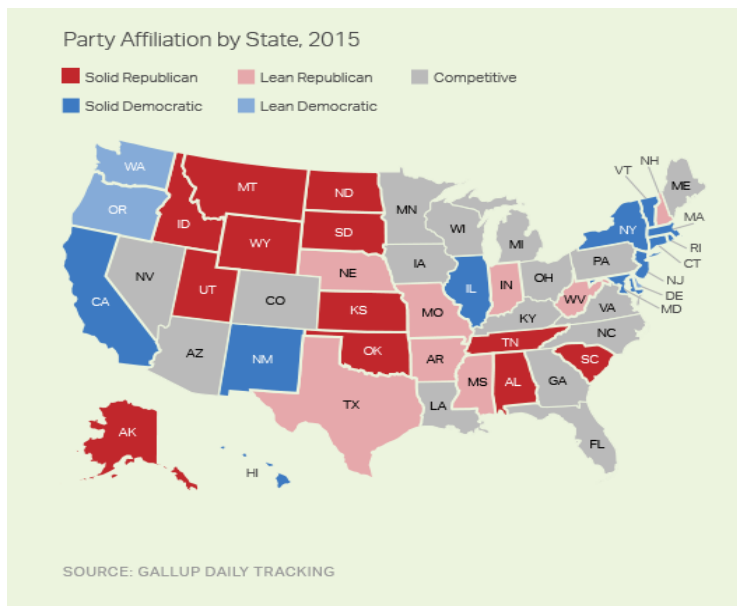 Party Affiliation by State, 2015
Solid Republican Lean Republican Competitive
Solid Democratic Lean Democratic
NH
VT
WA
ME
MT
ND
MN
OR
MA
ID
SD
WI
NY
WY
MI
RI
CT
IA
PA
NE
NJ
NV
OH
DE
IL
IN
UT
CO
MD
CA
WV
VA
KS
MO
KY
NC
TN
AZ
NM
OK
AR
SC
MS
AL
GA
TX
LA
AK
FL
HI
SOURCE: GALLUP DAILY TRACKING